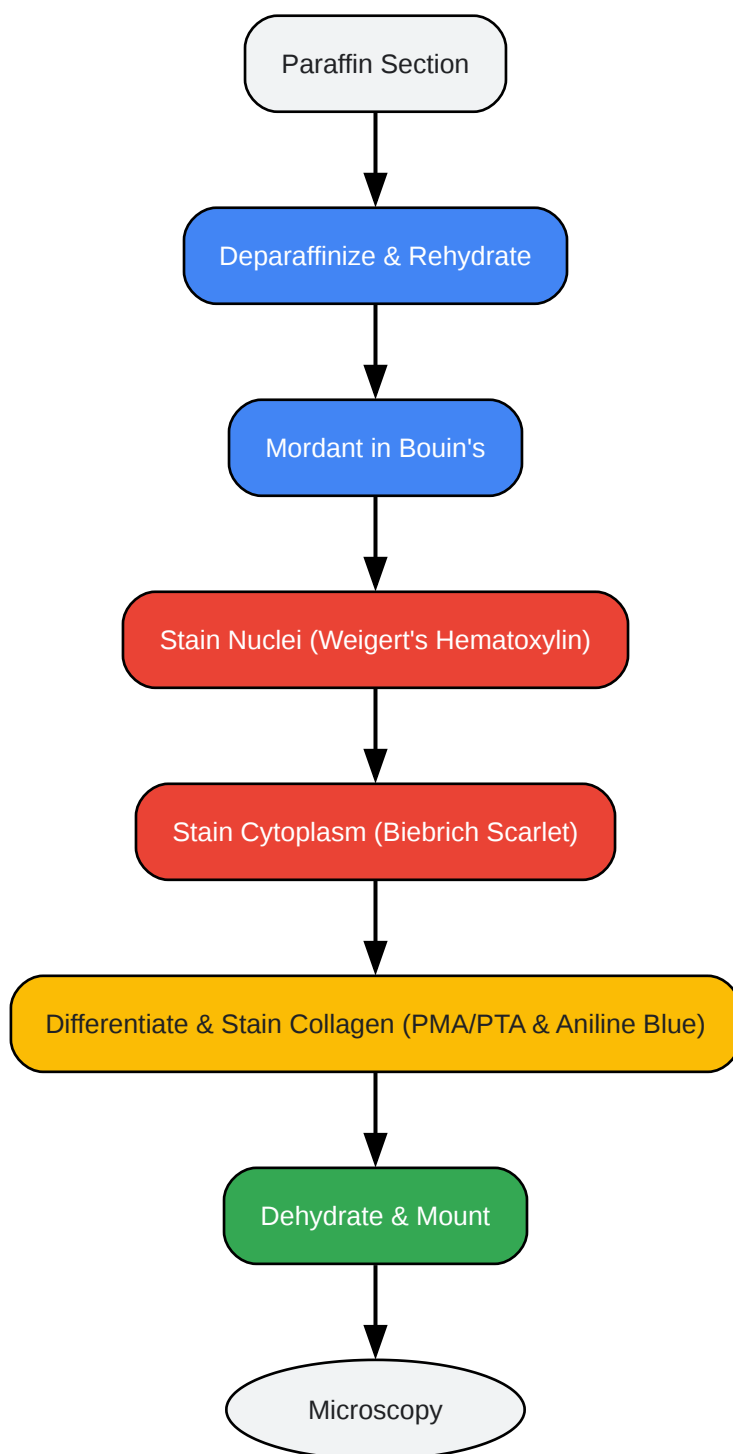 Paraffin Section
Deparaffinize & Rehydrate
Mordant in Bouin's
Stain Nuclei (Weigert's Hematoxylin)
Stain Cytoplasm (Biebrich Scarlet)
Differentiate & Stain Collagen (PMA/PTA & Aniline Blue)
Dehydrate & Mount
Microscopy